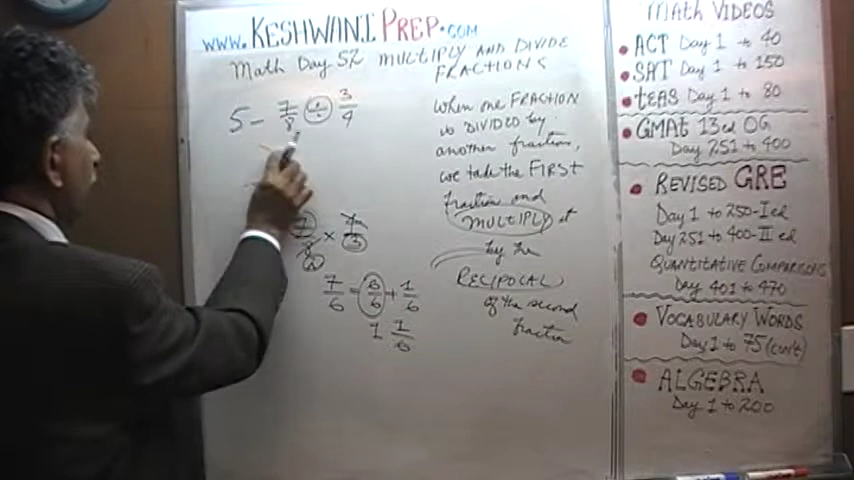 www.KESHWANI PREP.COM
Math Day 52 MULTIPLY AND DIVIDE
FRACTIONS
5 - 7/8 ÷ 3/4
7/8 × 4/3
2
7/6 = 6/6 + 1/6
1 1/6
When one FRACTION
is DIVIDED by
another fraction,
we take the FIRST
fraction and
MULTIPLY it
by the
RECIPOCAL
of the second
fraction
Math VIDEOS
ACT Day 1 to 40
SAT Day 1 to 150
TEAS Day 1 to 80
GMAt 13 ed OG
Day 251 to 400
REVISED GRE
Day 1 to 250-I ed
Day 251 to 400-II ed
QUANTITATIVE COMPARISONS
Day 401 to 470
VOCABULARY WORDS
Day 1 to 75 (con't)
ALGEBRA
Day 1 to 200